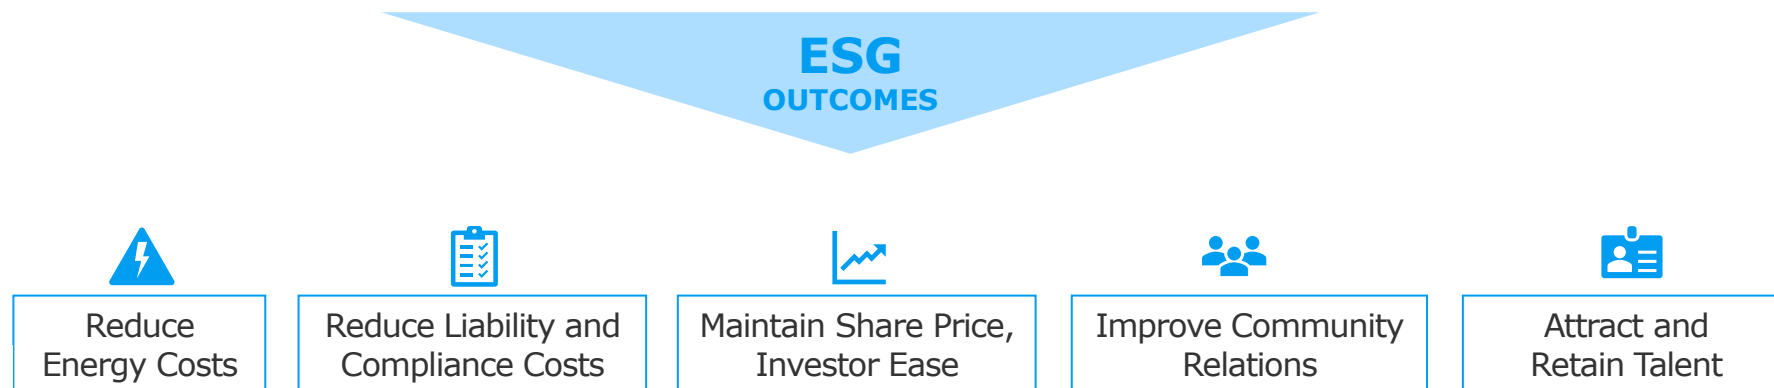 ESG
OUTCOMES
Reduce
Energy Costs
Reduce Liability and
Compliance Costs
Maintain Share Price,
Investor Ease
Improve Community
Relations
Attract and
Retain Talent